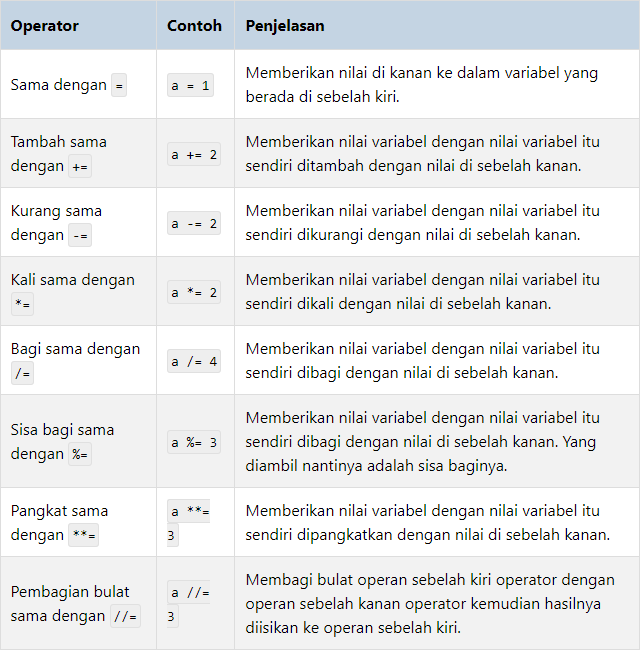 Operator Contoh Penjelasan
Sama dengan = a = 1 Memberikan nilai di kanan ke dalam variabel yang
berada di sebelah kiri.
Tambah sama
dengan += a += 2 Memberikan nilai variabel dengan nilai variabel itu
sendiri ditambah dengan nilai di sebelah kanan.
Kurang sama
dengan -= a -= 2 Memberikan nilai variabel dengan nilai variabel itu
sendiri dikurangi dengan nilai di sebelah kanan.
Kali sama dengan
*= a *= 2 Memberikan nilai variabel dengan nilai variabel itu
sendiri dikali dengan nilai di sebelah kanan.
Bagi sama dengan
/= a /= 4 Memberikan nilai variabel dengan nilai variabel itu
sendiri dibagi dengan nilai di sebelah kanan.
Sisa bagi sama
dengan %= a %= 3 Memberikan nilai variabel dengan nilai variabel itu
sendiri dibagi dengan nilai di sebelah kanan. Yang
diambil nantinya adalah sisa baginya.
Pangkat sama
dengan **= a **=
3 Memberikan nilai variabel dengan nilai variabel itu
sendiri dipangkatkan dengan nilai di sebelah kanan.
Pembagian bulat
sama dengan //= a //=
3 Membagi bulat operan sebelah kiri operator dengan
operan sebelah kanan operator kemudian hasilnya
diisikan ke operan sebelah kiri.